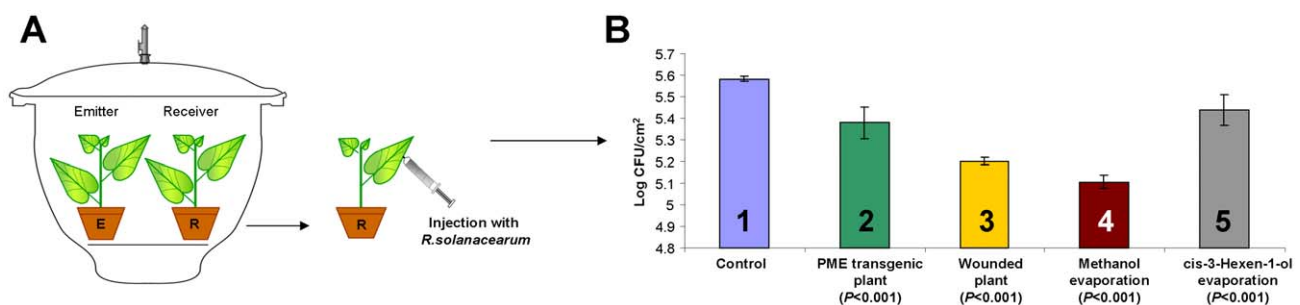 A
Emitter Receiver
E R
R
Injection with
R.solanacearum
B
Log CFU/cm²
5.7
5.6
5.5
5.4
5.3
5.2
5.1
5
4.9
4.8
1 2 3 4 5
Control PME transgenic plant (P<0.001) Wounded plant (P<0.001) Methanol evaporation (P<0.001) cis-3-Hexen-1-ol evaporation (P<0.001)